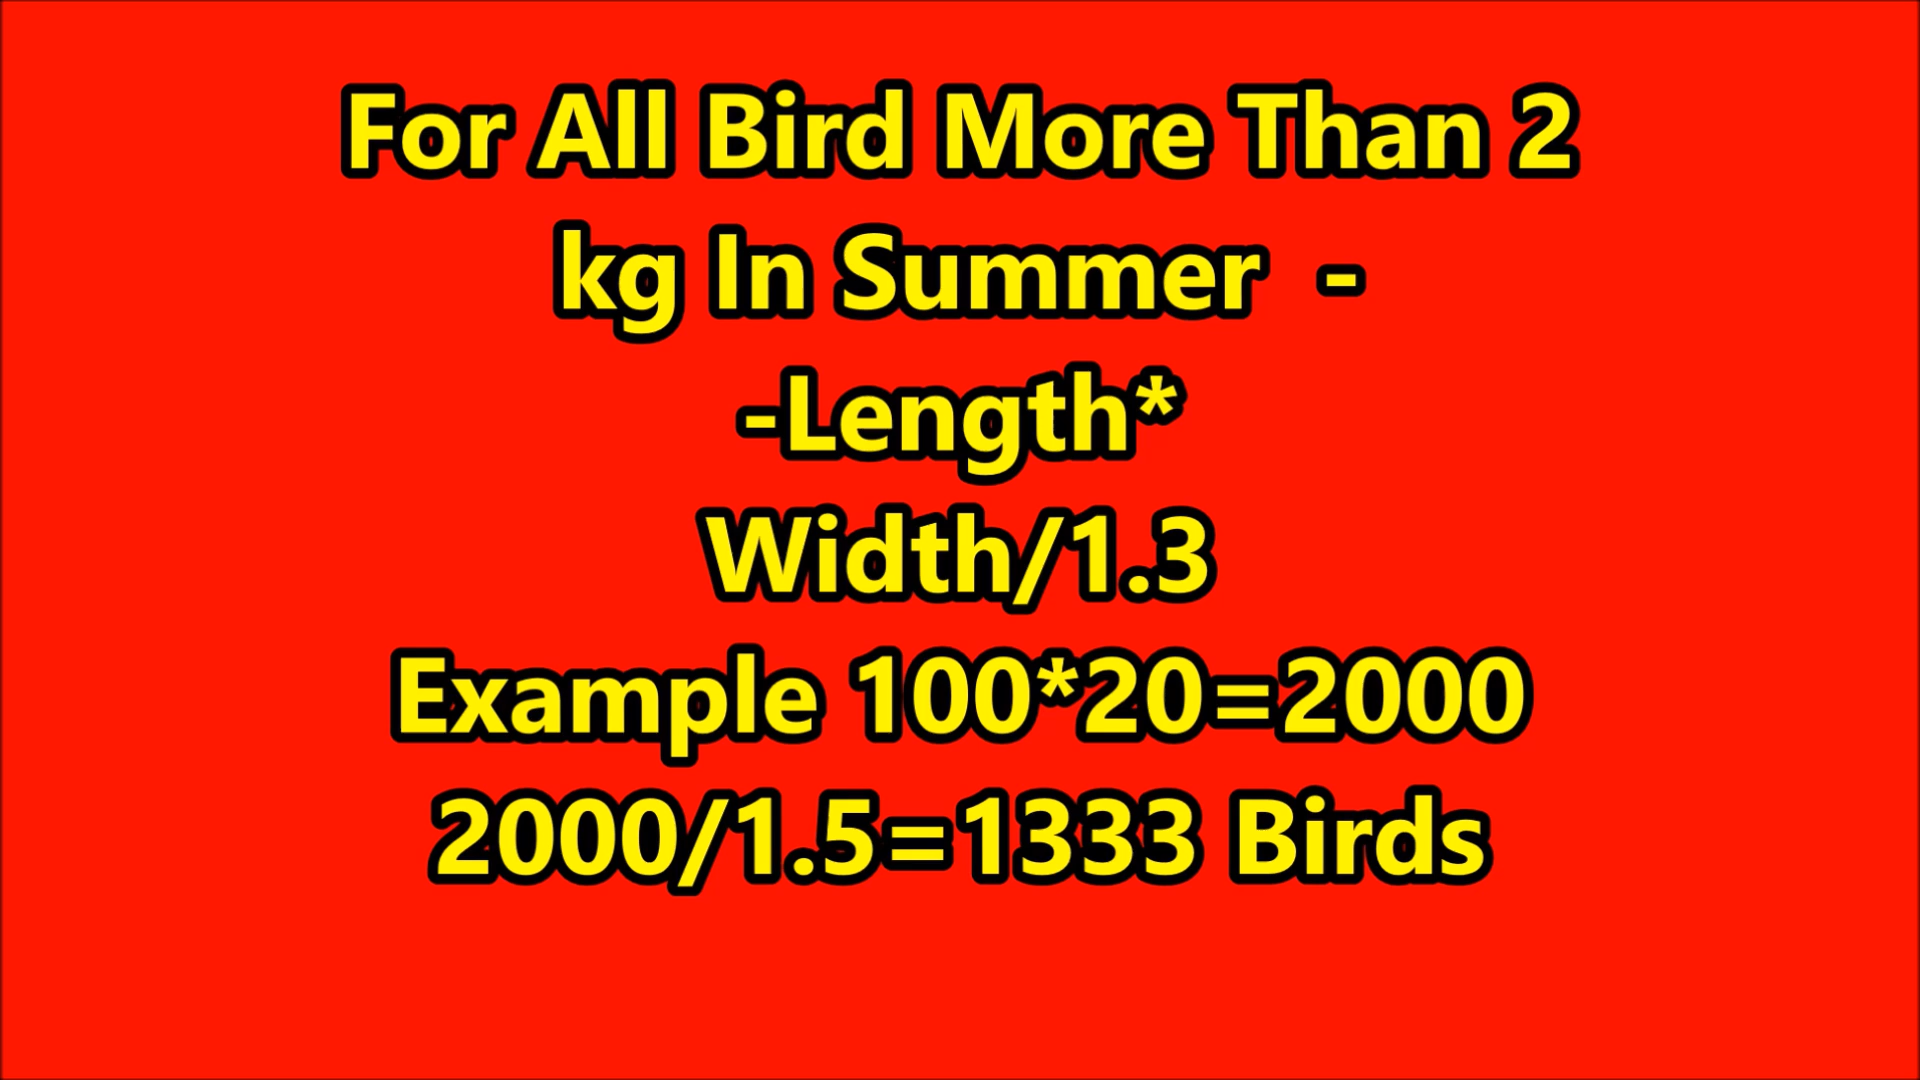 For All Bird More Than 2
kg In Summer -
-Length*
Width/1.3
Example 100*20=2000
2000/1.5=1333 Birds